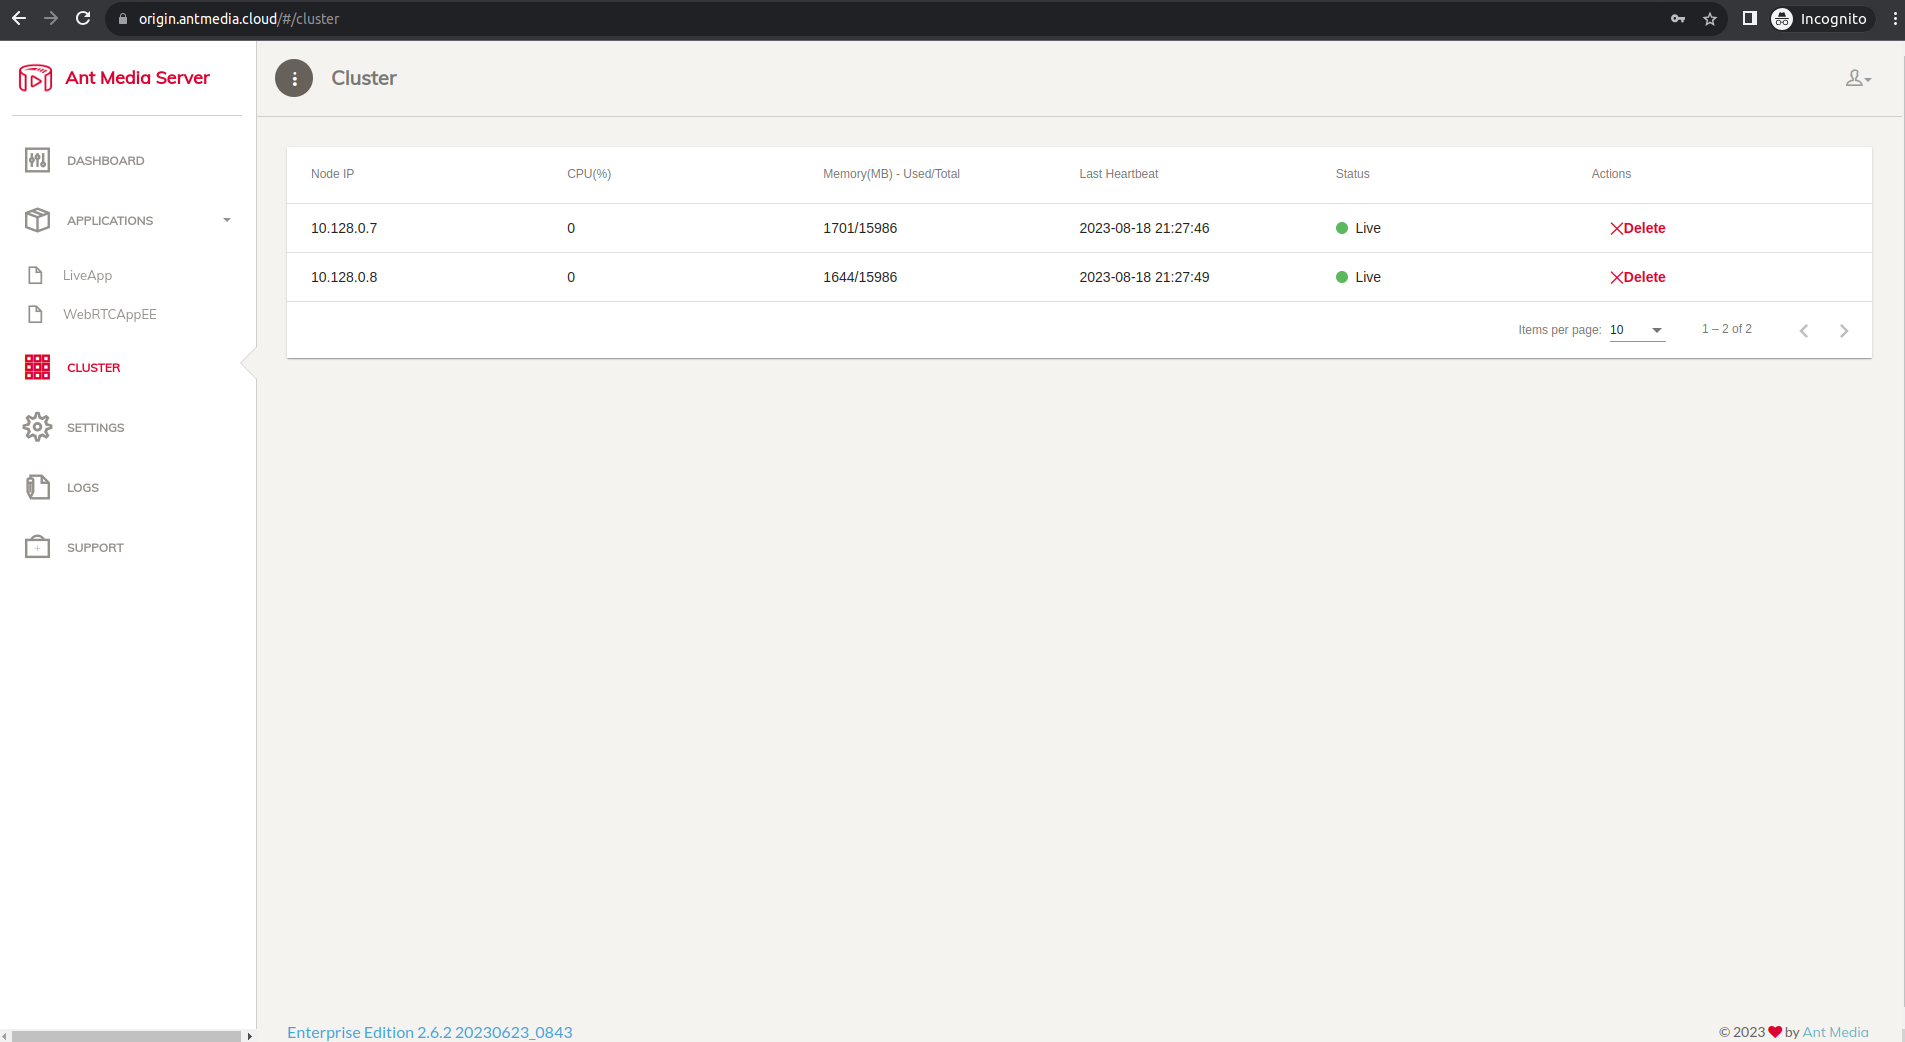 origin.antmedia.cloud/#/cluster
Incognito
Ant Media Server
Cluster
DASHBOARD
APPLICATIONS
LiveApp
WebRTCAppEE
CLUSTER
SETTINGS
LOGS
SUPPORT
Node IP CPU(%) Memory(MB) - Used/Total Last Heartbeat Status Actions
10.128.0.7 0 1701/15986 2023-08-18 21:27:46 Live Delete
10.128.0.8 0 1644/15986 2023-08-18 21:27:49 Live Delete
Items per page: 10 1 – 2 of 2
Enterprise Edition 2.6.2 20230623_0843
© 2023 ❤ by Ant Media